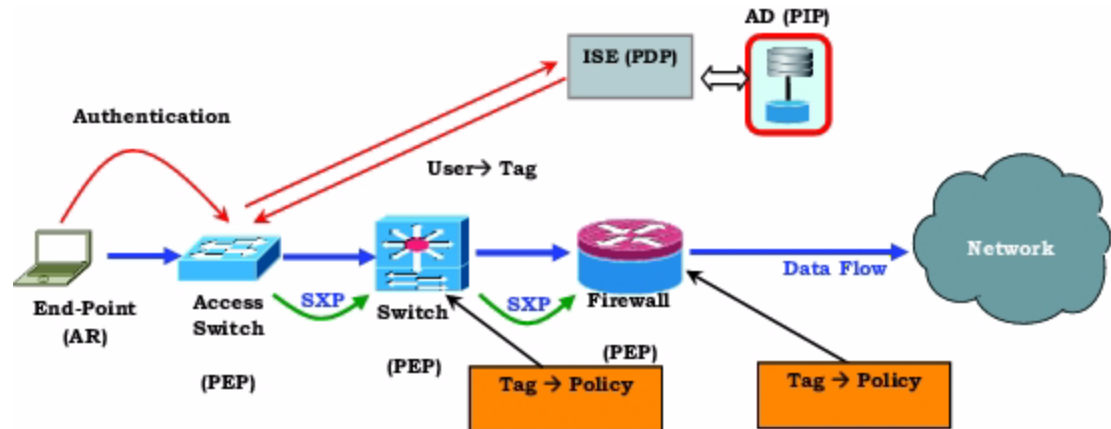 AD (PIP)
ISE (PDP)
Authentication
User→ Tag
Network
Data Flow
SXP
SXP
End-Point
(AR)
Access
Switch
(PEP)
Switch
(PEP)
Firewall
(PEP)
Tag → Policy
Tag → Policy